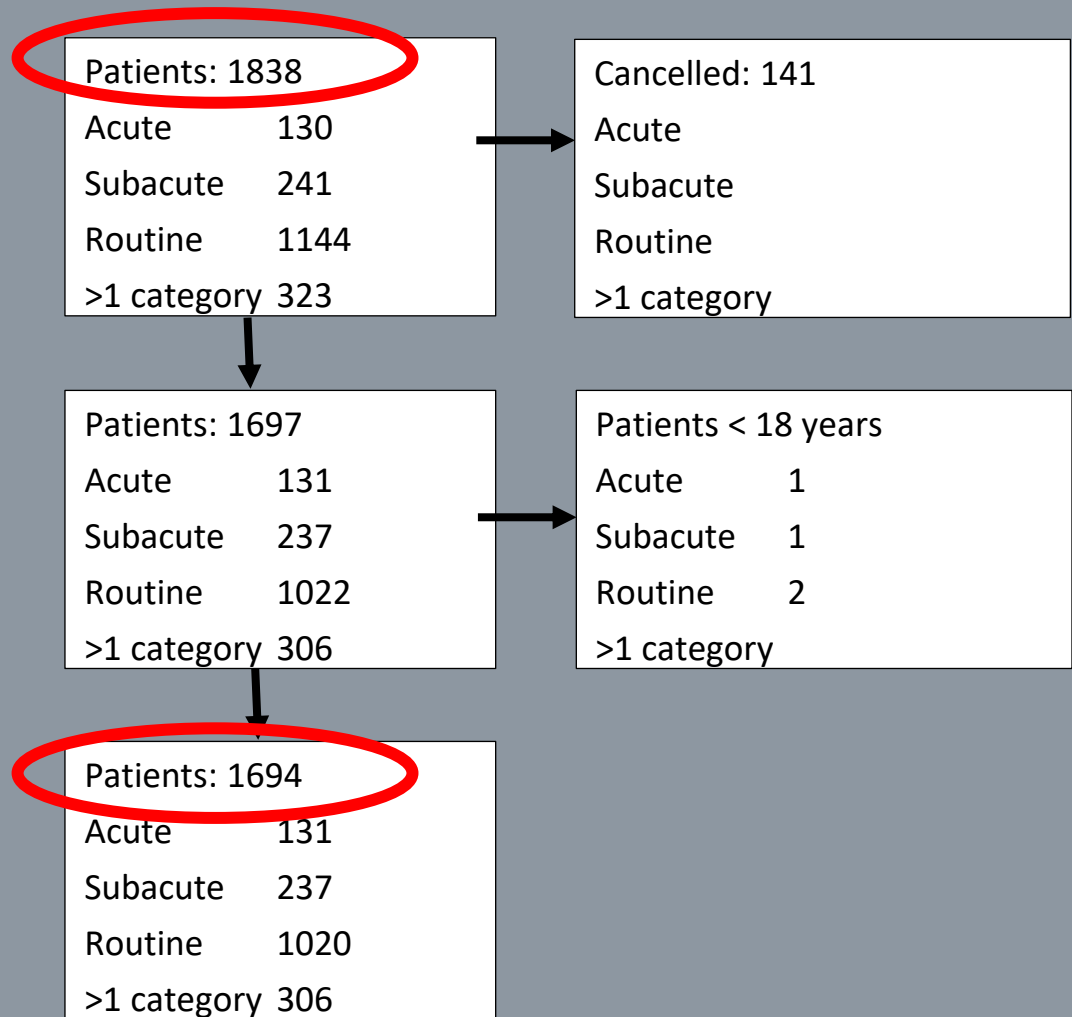 Patients: 1838
Acute 130
Subacute 241
Routine 1144
>1 category 323
Cancelled: 141
Acute
Subacute
Routine
>1 category
Patients: 1697
Acute 131
Subacute 237
Routine 1022
>1 category 306
Patients < 18 years
Acute 1
Subacute 1
Routine 2
>1 category
Patients: 1694
Acute 131
Subacute 237
Routine 1020
>1 category 306